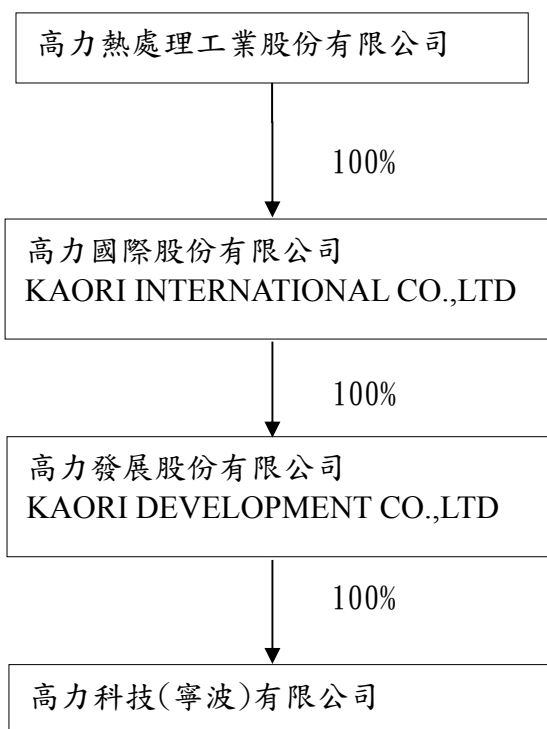 高力熱處理工業股份有限公司
100%
高力國際股份有限公司
KAORI INTERNATIONAL CO.,LTD
100%
高力發展股份有限公司
KAORI DEVELOPMENT CO.,LTD
100%
高力科技(寧波)有限公司